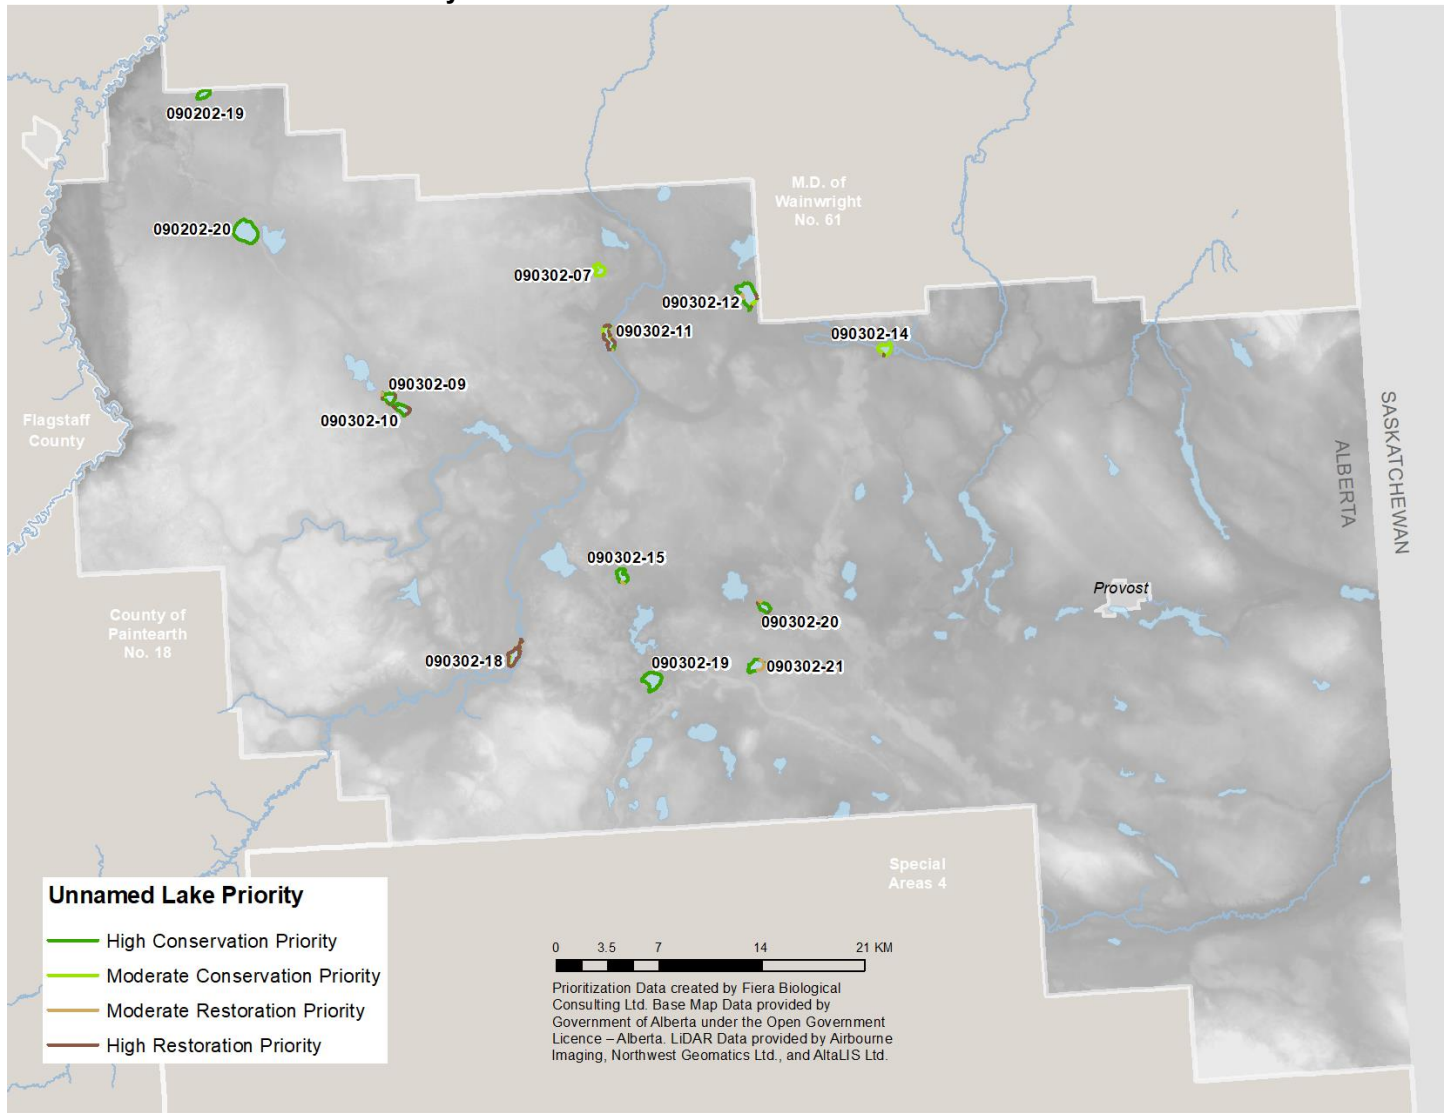 090202-19
M.D. of
Wainwright
No. 61
090202-20
090302-07
090302-12
090302-11
090302-14
090302-09
Flagstaff
County
090302-10
ALBERTA
SASKATCHEWAN
090302-15
Provost
County of
Paintearth
No. 18
090302-20
090302-18
090302-19
090302-21
Special
Areas 4
Unnamed Lake Priority
High Conservation Priority
Moderate Conservation Priority
Moderate Restoration Priority
High Restoration Priority
0 3.5 7 14 21 KM
Prioritization Data created by Fiera Biological
Consulting Ltd. Base Map Data provided by
Government of Alberta under the Open Government
Licence – Alberta. LiDAR Data provided by Airbourne
Imaging, Northwest Geomatics Ltd., and AltaLIS Ltd.